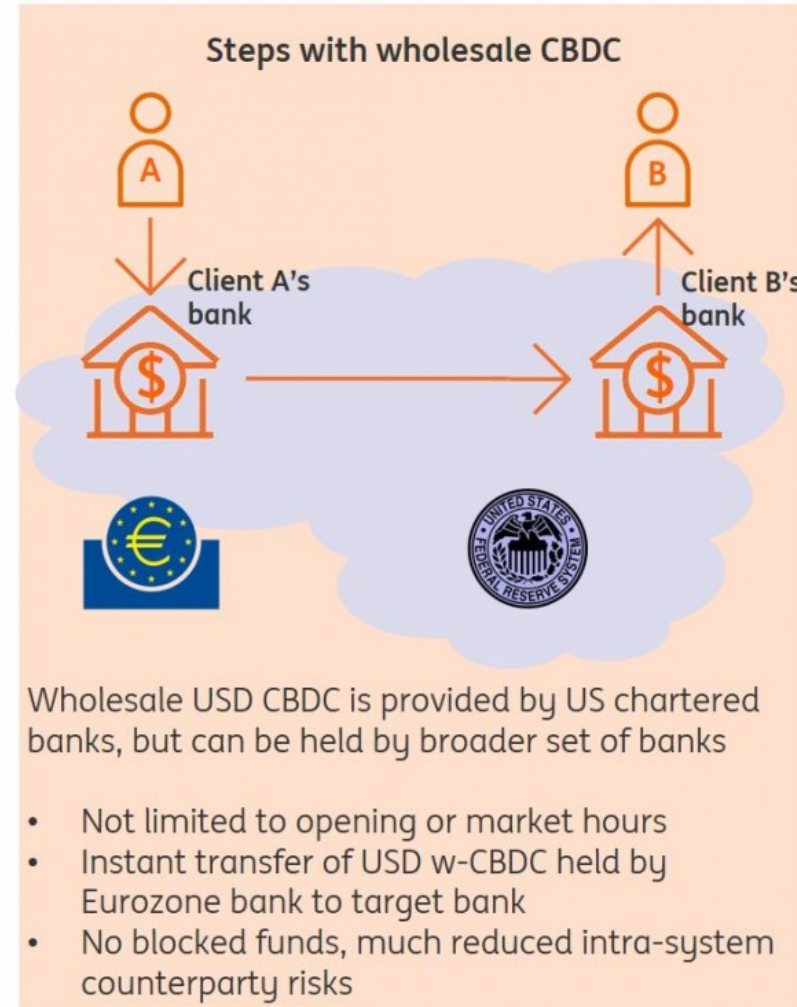 Steps with wholesale CBDC
A
B
Client A's
bank
Client B's
bank
$
$
€
UNITED STATES
FEDERAL RESERVE SYSTEM
Wholesale USD CBDC is provided by US chartered
banks, but can be held by broader set of banks
• Not limited to opening or market hours
• Instant transfer of USD w-CBDC held by
Eurozone bank to target bank
• No blocked funds, much reduced intra-system
counterparty risks